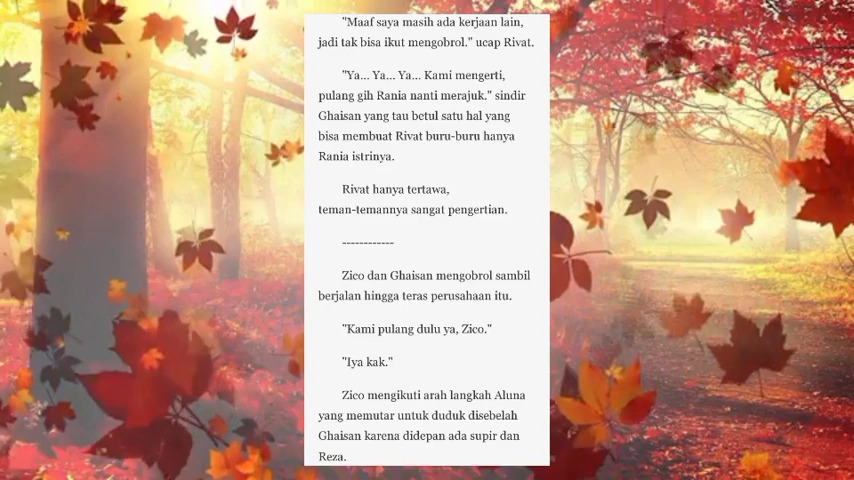 "Maaf saya masih ada kerjaan lain,
jadi tak bisa ikut mengobrol." ucap Rivat.
"Ya... Ya... Ya... Kami mengerti,
pulang gih Rania nanti merajuk." sindir
Ghaisan yang tau betul satu hal yang
bisa membuat Rivat buru-buru hanya
Rania istrinya.
Rivat hanya tertawa,
teman-temannya sangat pengertian.
------------
Zico dan Ghaisan mengobrol sambil
berjalan hingga teras perusahaan itu.
"Kami pulang dulu ya, Zico."
"Iya kak."
Zico mengikuti arah langkah Aluna
yang memutar untuk duduk disebelah
Ghaisan karena didepan ada supir dan
Reza.